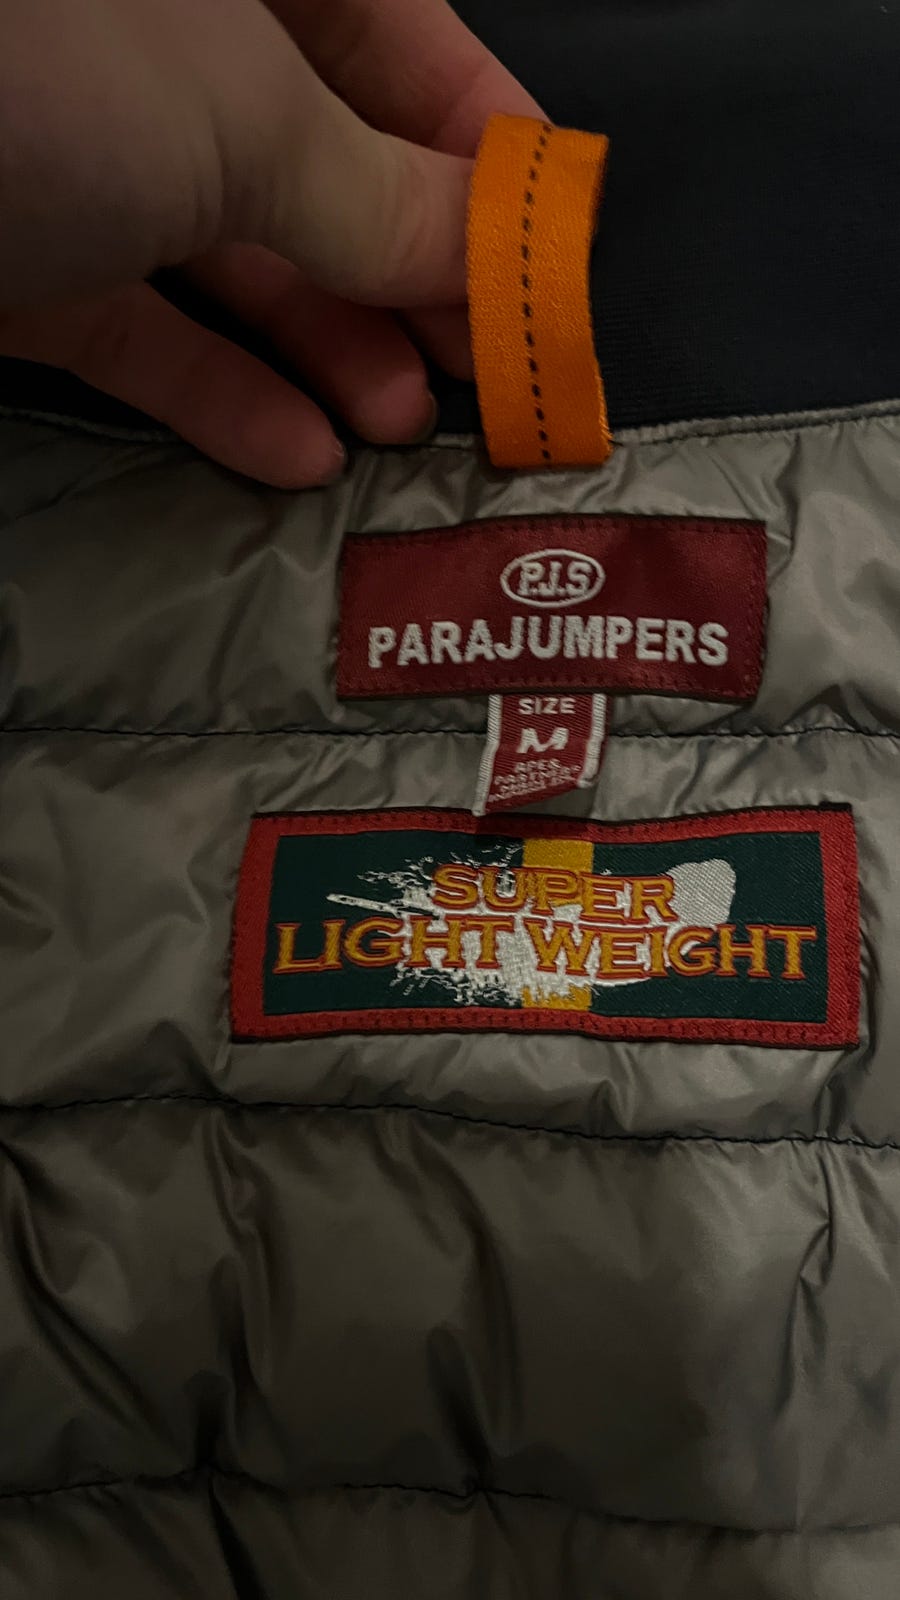 P.J.S
PARAJUMPERS
SIZE
M
SUPER
LIGHT WEIGHT